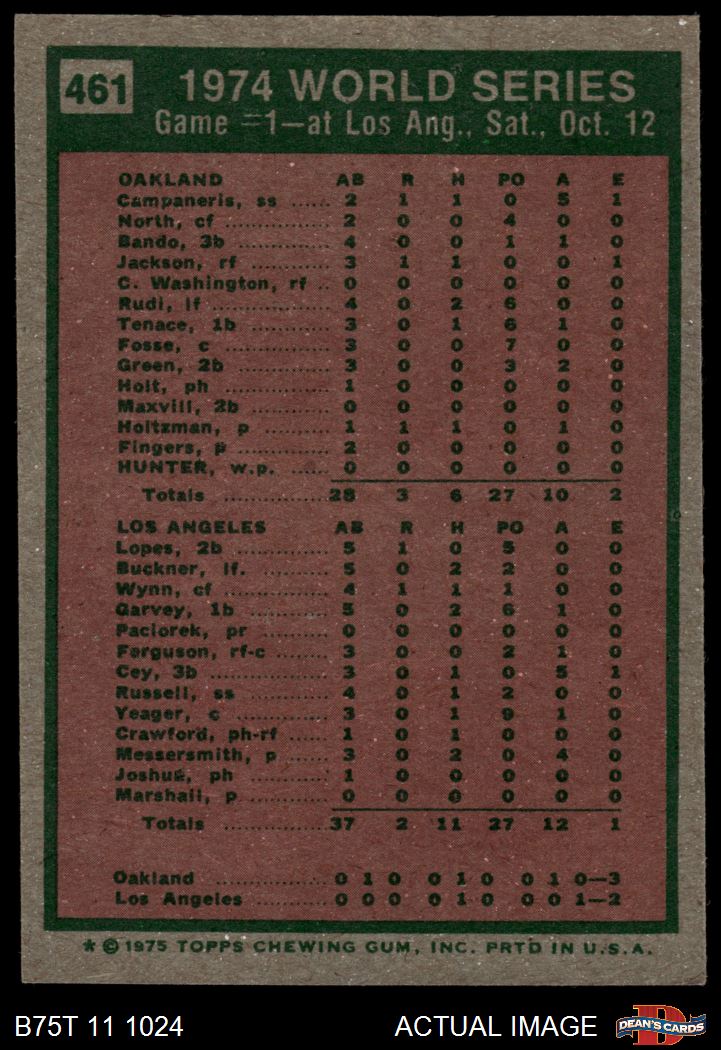 461
1974 WORLD SERIES
Game =1—at Los Ang., Sat., Oct. 12
OAKLAND AB R H PO A E
Campaneris, ss ...... 2 1 1 0 5 1
North, cf .............. 2 0 0 4 0 0
Bando, 3b ............ 4 0 0 1 1 0
Jackson, rf ............ 3 1 1 0 0 1
C. Washington, rf .. 0 0 0 0 0 0
Rudi, lf .................. 4 0 2 6 0 0
Tenace, 1b ............ 3 0 1 6 1 0
Fosse, c ................ 3 0 0 7 0 0
Green, 2b .............. 3 0 0 3 2 0
Holt, ph ................ 1 0 0 0 0 0
Maxvill, 2b ............ 0 0 0 0 0 0
Holtzman, p .......... 1 1 1 0 1 0
Fingers, p .............. 2 0 0 0 0 0
HUNTER, w.p. ........ 0 0 0 0 0 0
Totals ................ 28 3 6 27 10 2
LOS ANGELES AB R H PO A E
Lopes, 2b .............. 5 1 0 5 0 0
Buckner, lf. .......... 5 0 2 2 0 0
Wynn, cf ................ 4 1 1 1 0 0
Garvey, 1b ............ 5 0 2 6 1 0
Paciorek, pr .......... 0 0 0 0 0 0
Ferguson, rf-c ........ 3 0 0 2 1 0
Cey, 3b .................. 3 0 1 0 5 1
Russell, ss ............ 4 0 1 2 0 0
Yeager, c .............. 3 0 1 9 1 0
Crawford, ph-rf ...... 1 0 1 0 0 0
Messersmith, p ...... 3 0 2 0 4 0
Joshua, ph ............ 1 0 0 0 0 0
Marshall, p ............ 0 0 0 0 0 0
Totals ................ 37 2 11 27 12 1
Oakland ................ 0 1 0 0 1 0 0 1 0—3
Los Angeles .......... 0 0 0 0 1 0 0 0 1—2
* © 1975 TOPPS CHEWING GUM, INC. PRTD IN U.S.A.
B75T 11 1024 ACTUAL IMAGE DEAN'S CARDS